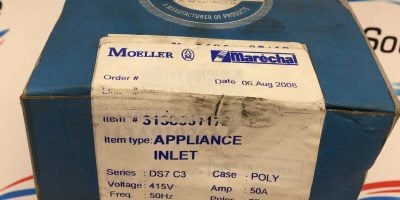 A MANUFACTURER OF PRODUCTS
MOELLER Marechal
Order # Date 06 Aug 2008
Item #
Item type: APPLIANCE
INLET
Series : DS7 C3 Case : POLY
Voltage : 415V Amp : 50A
Freq. : 50Hz